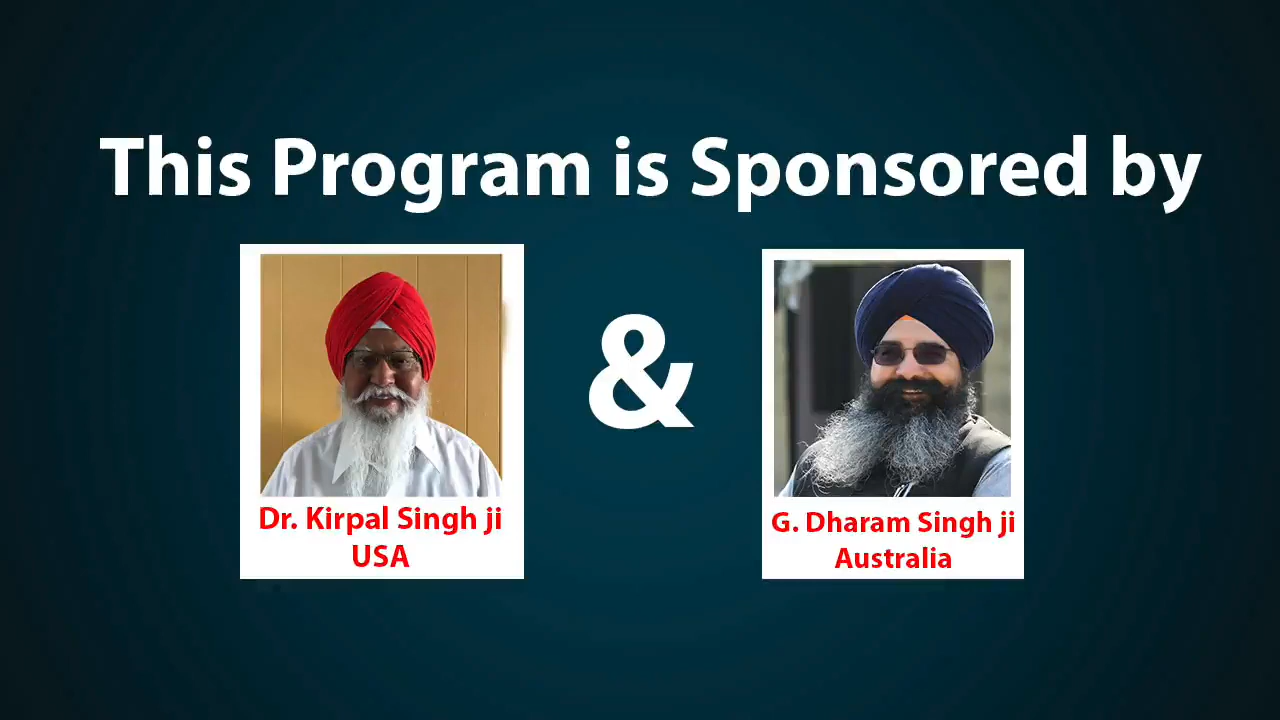 This Program is Sponsored by
Dr. Kirpal Singh ji
USA
&
G. Dharam Singh ji
Australia